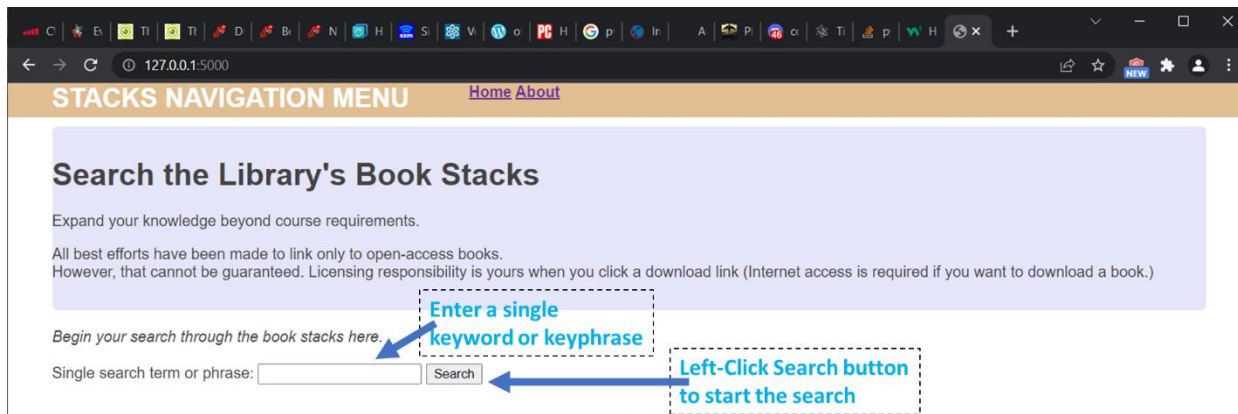 127.0.0.1:5000
NEW
STACKS NAVIGATION MENU Home About
Search the Library's Book Stacks
Expand your knowledge beyond course requirements.
All best efforts have been made to link only to open-access books.
However, that cannot be guaranteed. Licensing responsibility is yours when you click a download link (Internet access is required if you want to download a book.)
Enter a single
keyword or keyphrase
Begin your search through the book stacks here.
Single search term or phrase: Search
Left-Click Search button
to start the search